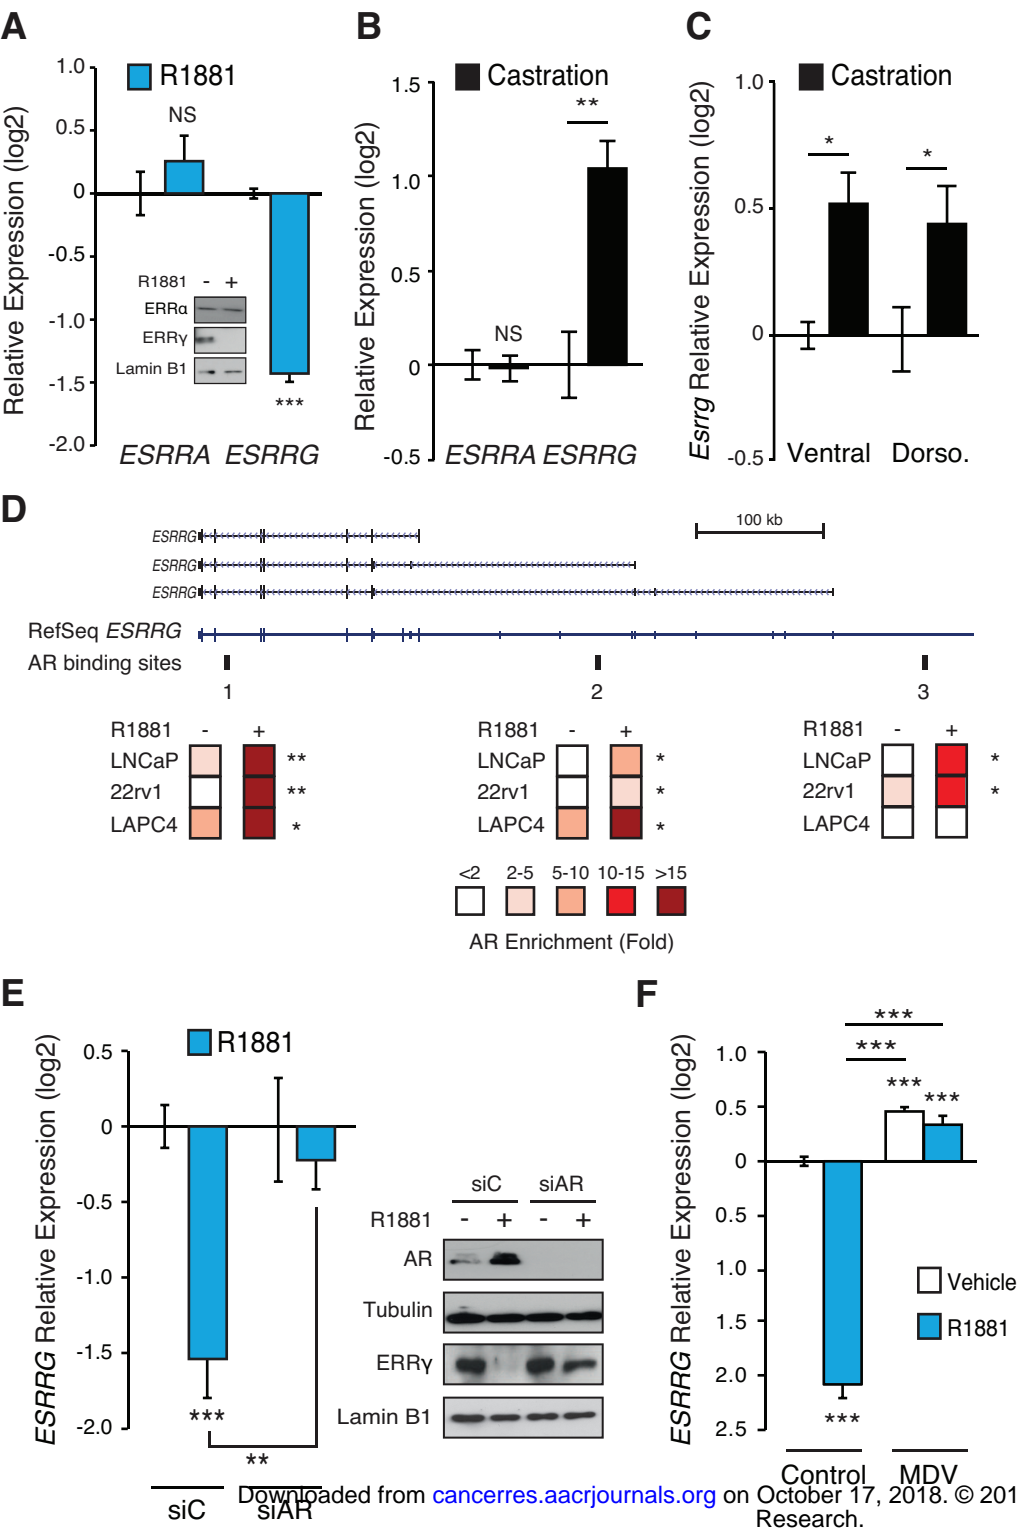 A
R1881
1.0
0.5
0
-0.5
-1.0
-1.5
-2.0
Relative Expression (log2)
NS
R1881 - +
ERRα
ERRγ
Lamin B1
***
ESRRA ESRRG
B
Castration
1.5
1.0
0.5
0
-0.5
Relative Expression (log2)
**
NS
ESRRA ESRRG
C
Castration
1.0
0.5
0
-0.5
Esrrg Relative Expression (log2)
* *
Ventral Dorso.
D
100 kb
ESRRG
ESRRG
ESRRG
RefSeq ESRRG
AR binding sites
1 2 3
R1881 - +
LNCaP **
22rv1 **
LAPC4 *
R1881 - +
LNCaP *
22rv1 *
LAPC4 *
R1881 - +
LNCaP *
22rv1 *
LAPC4
<2 2-5 5-10 10-15 >15
AR Enrichment (Fold)
E
R1881
0.5
0
-0.5
-1.0
-1.5
-2.0
ESRRG Relative Expression (log2)
***
**
siC siAR
siC siAR
R1881 - + - +
AR
Tubulin
ERRγ
Lamin B1
F
***
***
*** ***
1.0
0.5
0
0.5
1.0
1.5
2.0
2.5
ESRRG Relative Expression (log2)
Vehicle
R1881
***
Control MDV
Downloaded from cancerres.aacrjournals.org on October 17, 2018. © 201
Research.